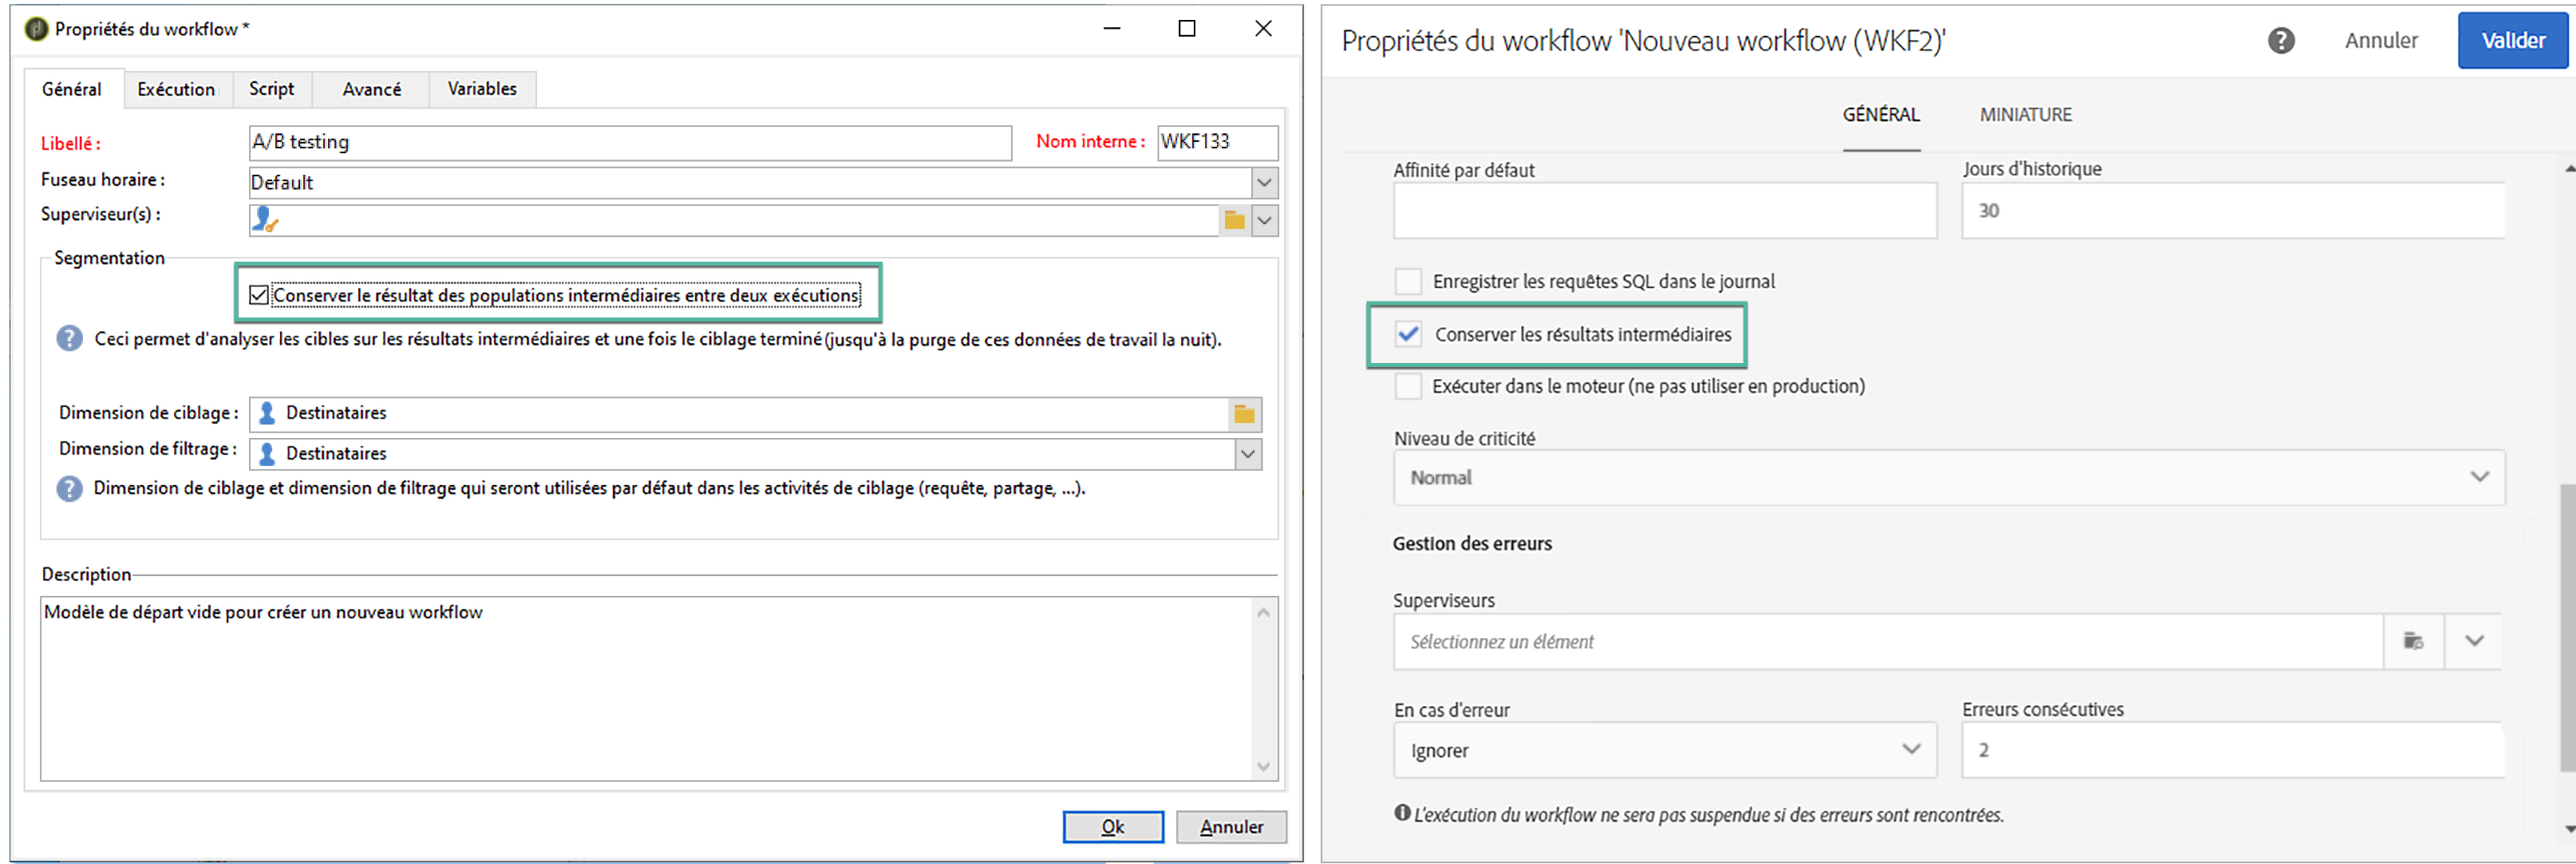 Propriétés du workflow *
Général Exécution Script Avancé Variables
Libellé : A/B testing Nom interne : WKF133
Fuseau horaire : Default
Superviseur(s) :
Segmentation
Conserver le résultat des populations intermédiaires entre deux exécutions
Ceci permet d'analyser les cibles sur les résultats intermédiaires et une fois le ciblage terminé (jusqu'à la purge de ces données de travail la nuit).
Dimension de ciblage : Destinataires
Dimension de filtrage : Destinataires
Dimension de ciblage et dimension de filtrage qui seront utilisées par défaut dans les activités de ciblage (requête, partage, ...).
Description
Modèle de départ vide pour créer un nouveau workflow
Ok Annuler
Propriétés du workflow 'Nouveau workflow (WKF2)'
Annuler Valider
GÉNÉRAL MINIATURE
Affinité par défaut Jours d'historique
30
Enregistrer les requêtes SQL dans le journal
Conserver les résultats intermédiaires
Exécuter dans le moteur (ne pas utiliser en production)
Niveau de criticité
Normal
Gestion des erreurs
Superviseurs
Sélectionnez un élément
En cas d'erreur Erreurs consécutives
Ignorer 2
L'exécution du workflow ne sera pas suspendue si des erreurs sont rencontrées.